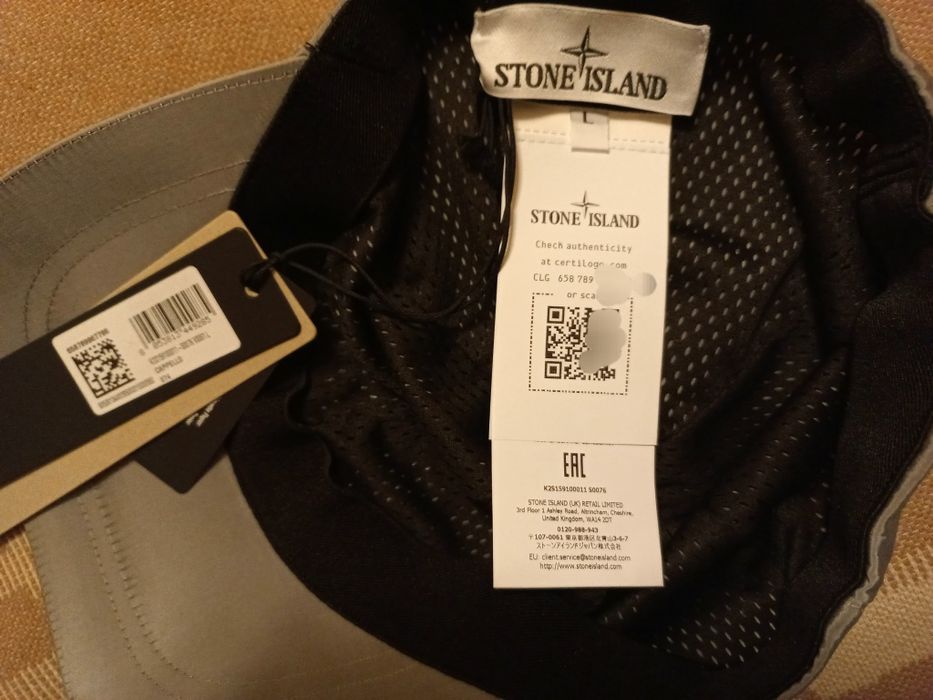 STONE ISLAND
L
STONE ISLAND
Check authenticity
at certilogo.com
CLG 658 789
or sca
EAC
K2S159100011 S0076
STONE ISLAND (UK) RETAIL LIMITED
3rd Floor 1 Ashley Road, Altrincham, Cheshire,
United Kingdom, WA14 2DT
0120-988-943
〒107-0061 東京都港区北青山3-6-7
ストーンアイランドジャパン株式会社
EU: client.service@stoneisland.com
http://www.stoneisland.com
CAPPELLO